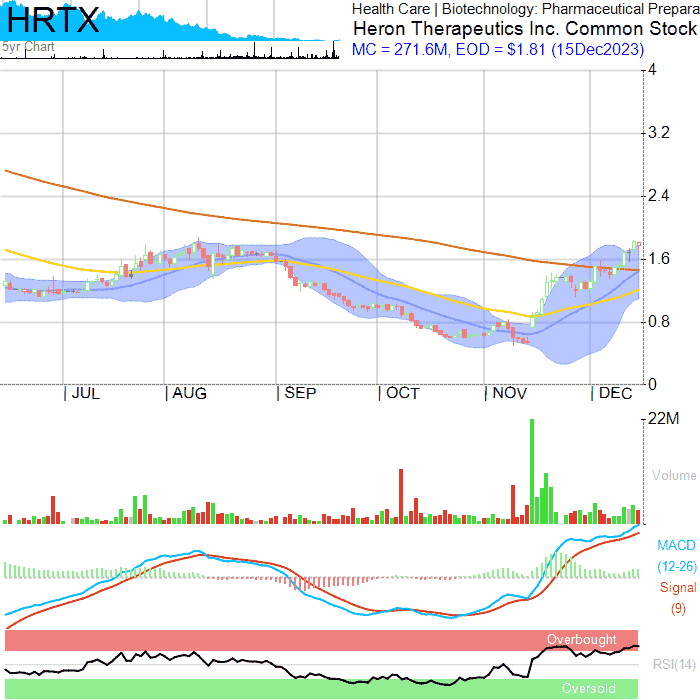 HRTX
5yr Chart
Health Care | Biotechnology: Pharmaceutical Prepara
Heron Therapeutics Inc. Common Stock
MC = 271.6M, EOD = $1.81 (15Dec2023)
4
3.2
2.4
1.6
0.8
0
JUL AUG SEP OCT NOV DEC
22M
Volume
MACD
(12-26)
Signal
(9)
Overbought
RSI(14)
Oversold